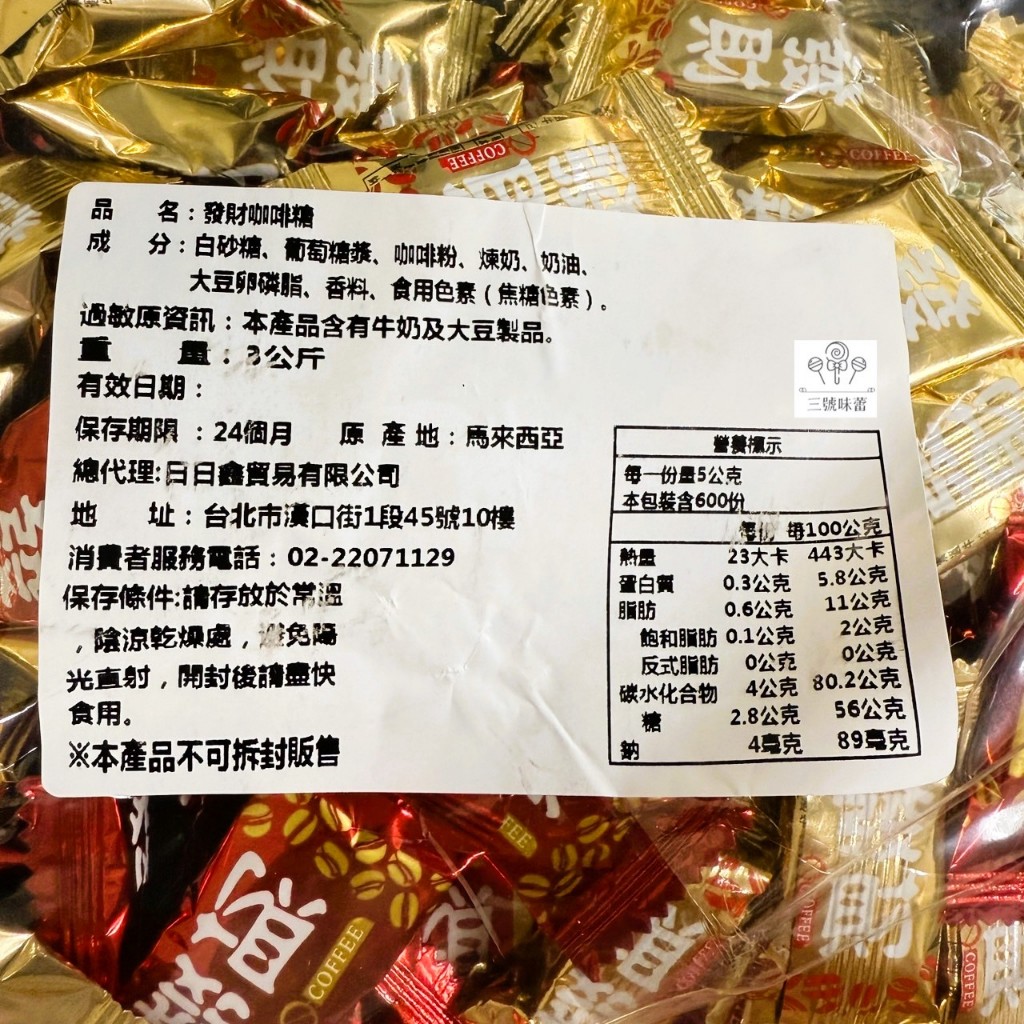 品 名：發財咖啡糖
成 分：白砂糖、葡萄糖漿、咖啡粉、煉奶、奶油、
大豆卵磷脂、香料、食用色素（焦糖色素）。
過敏原資訊：本產品含有牛奶及大豆製品。
重 量：3公斤
有效日期：
保存期限：24個月 原 產 地：馬來西亞
總代理:日日鑫貿易有限公司
地 址：台北市漢口街1段45號10樓
消費者服務電話：02-22071129
保存條件:請存放於常溫
，陰涼乾燥處，避免陽
光直射，開封後請盡快
食用。
※本產品不可拆封販售
三號味蕾
營養標示
每一份量5公克
本包裝含600份
每份 每100公克
熱量 23大卡 443大卡
蛋白質 0.3公克 5.8公克
脂肪 0.6公克 11公克
飽和脂肪 0.1公克 2公克
反式脂肪 0公克 0公克
碳水化合物 4公克 80.2公克
糖 2.8公克 56公克
鈉 4毫克 89毫克
發財
發財
COFFEE
COFFEE
發財
COFFEE
COFFEE
COFFEE